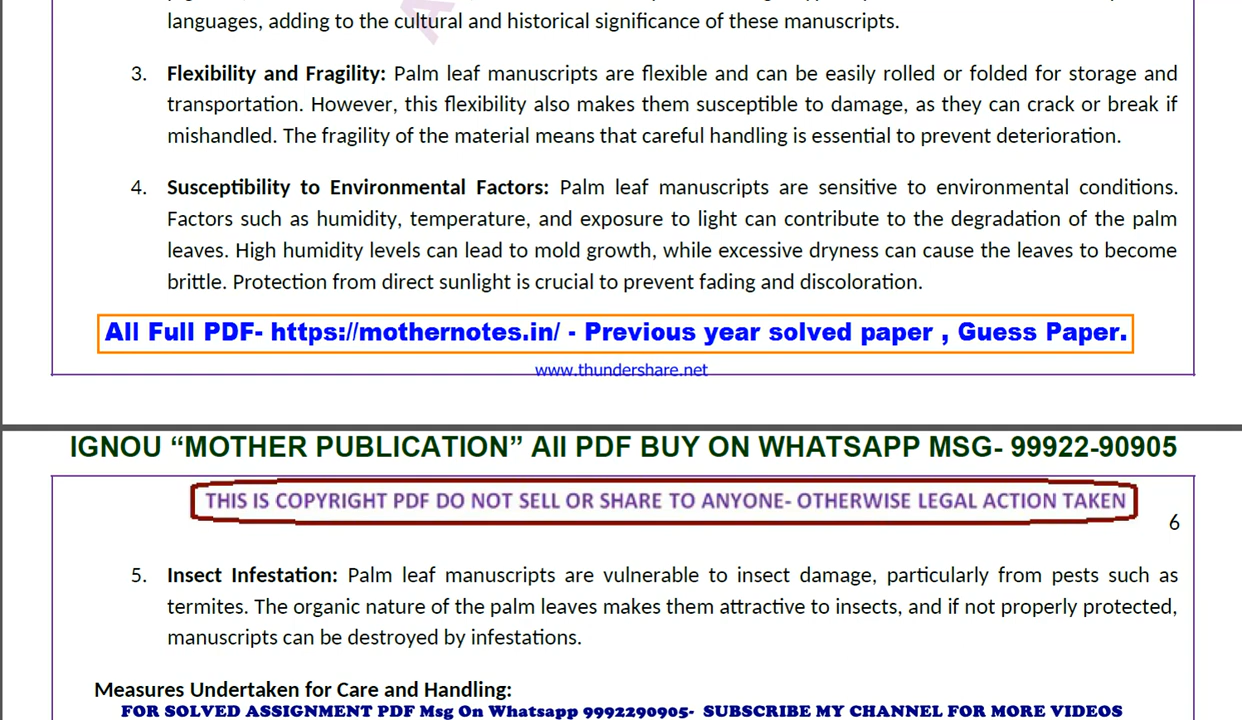 languages, adding to the cultural and historical significance of these manuscripts.
3. Flexibility and Fragility: Palm leaf manuscripts are flexible and can be easily rolled or folded for storage and
transportation. However, this flexibility also makes them susceptible to damage, as they can crack or break if
mishandled. The fragility of the material means that careful handling is essential to prevent deterioration.
4. Susceptibility to Environmental Factors: Palm leaf manuscripts are sensitive to environmental conditions.
Factors such as humidity, temperature, and exposure to light can contribute to the degradation of the palm
leaves. High humidity levels can lead to mold growth, while excessive dryness can cause the leaves to become
brittle. Protection from direct sunlight is crucial to prevent fading and discoloration.
All Full PDF- https://mothernotes.in/ - Previous year solved paper , Guess Paper.
www.thundershare.net
IGNOU “MOTHER PUBLICATION” All PDF BUY ON WHATSAPP MSG- 99922-90905
THIS IS COPYRIGHT PDF DO NOT SELL OR SHARE TO ANYONE- OTHERWISE LEGAL ACTION TAKEN
6
5. Insect Infestation: Palm leaf manuscripts are vulnerable to insect damage, particularly from pests such as
termites. The organic nature of the palm leaves makes them attractive to insects, and if not properly protected,
manuscripts can be destroyed by infestations.
Measures Undertaken for Care and Handling:
FOR SOLVED ASSIGNMENT PDF Msg On Whatsapp 9992290905- SUBSCRIBE MY CHANNEL FOR MORE VIDEOS